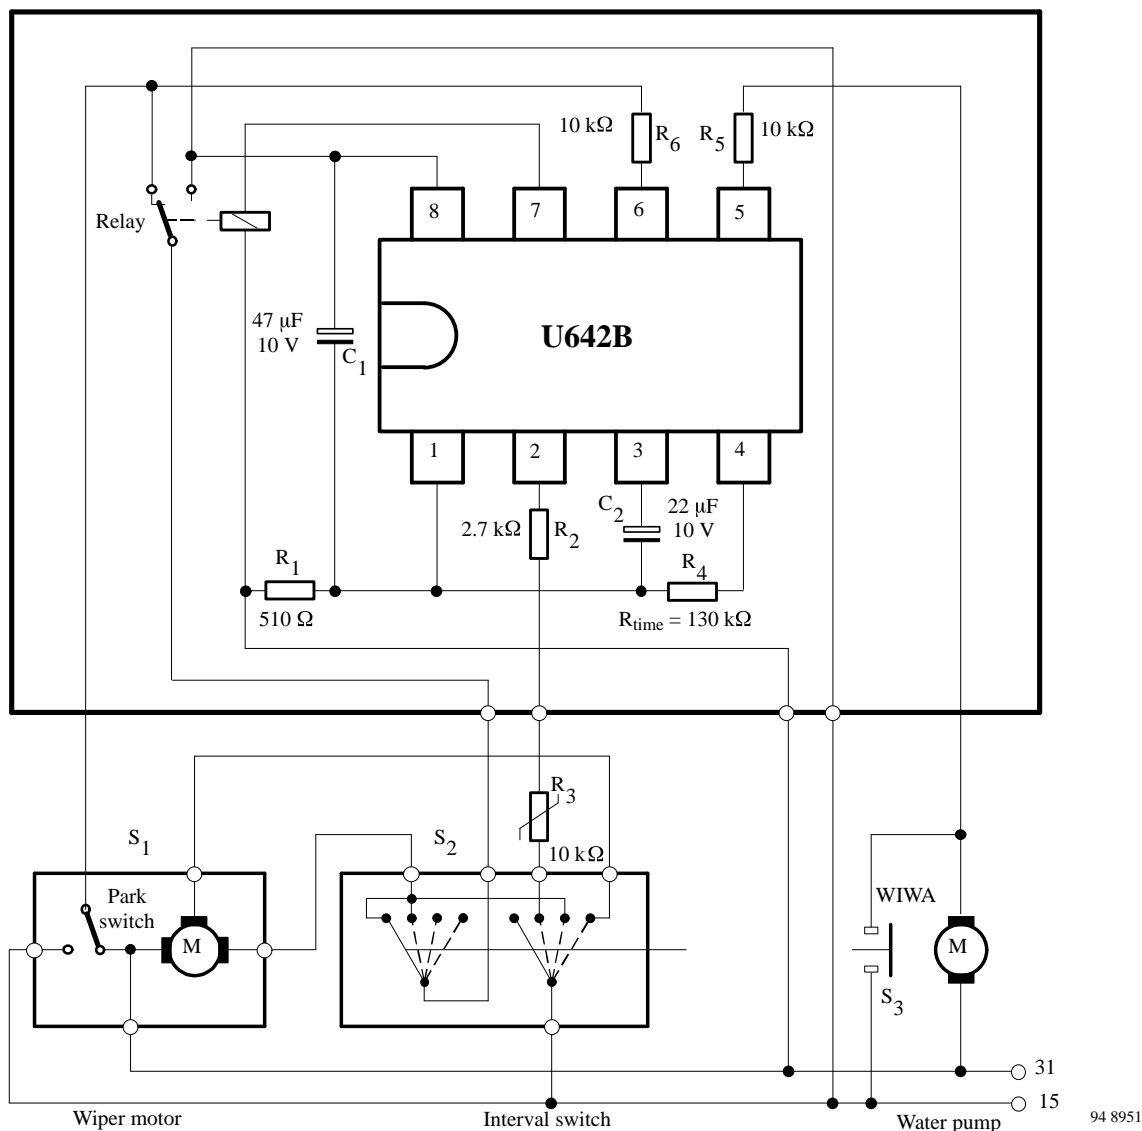 10 kΩ
R6
R5
10 kΩ
8
7
6
5
Relay
47 µF
10 V
C1
U642B
1
2
3
4
C2
22 µF
10 V
2.7 kΩ
R2
R1
R4
510 Ω
Rtime = 130 kΩ
R3
S1
S2
10 kΩ
Park
switch
WIWA
M
M
S3
31
15
Wiper motor
Interval switch
Water pump
94 8951